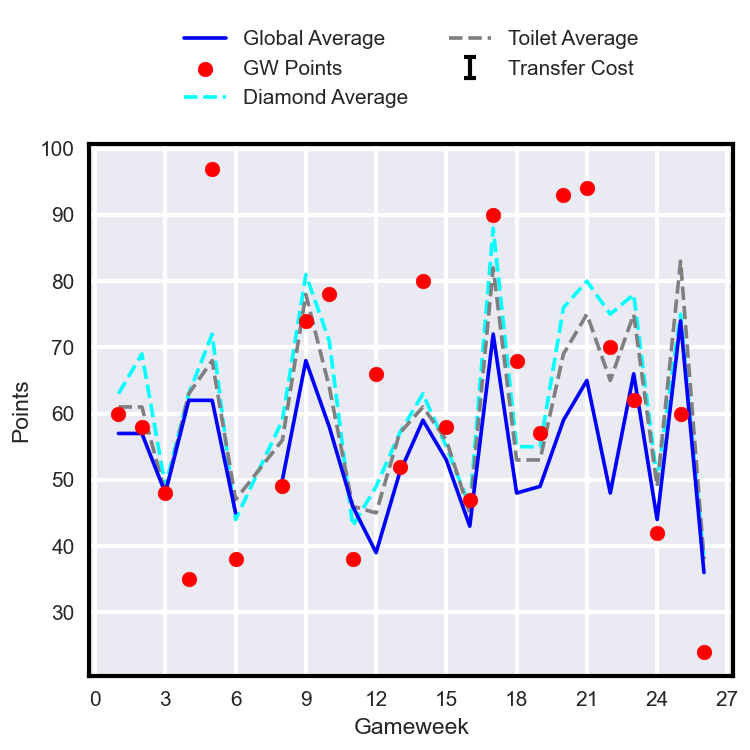 Global Average
GW Points
Diamond Average
Toilet Average
Transfer Cost
100
90
80
70
60
50
40
30
Points
0 3 6 9 12 15 18 21 24 27
Gameweek